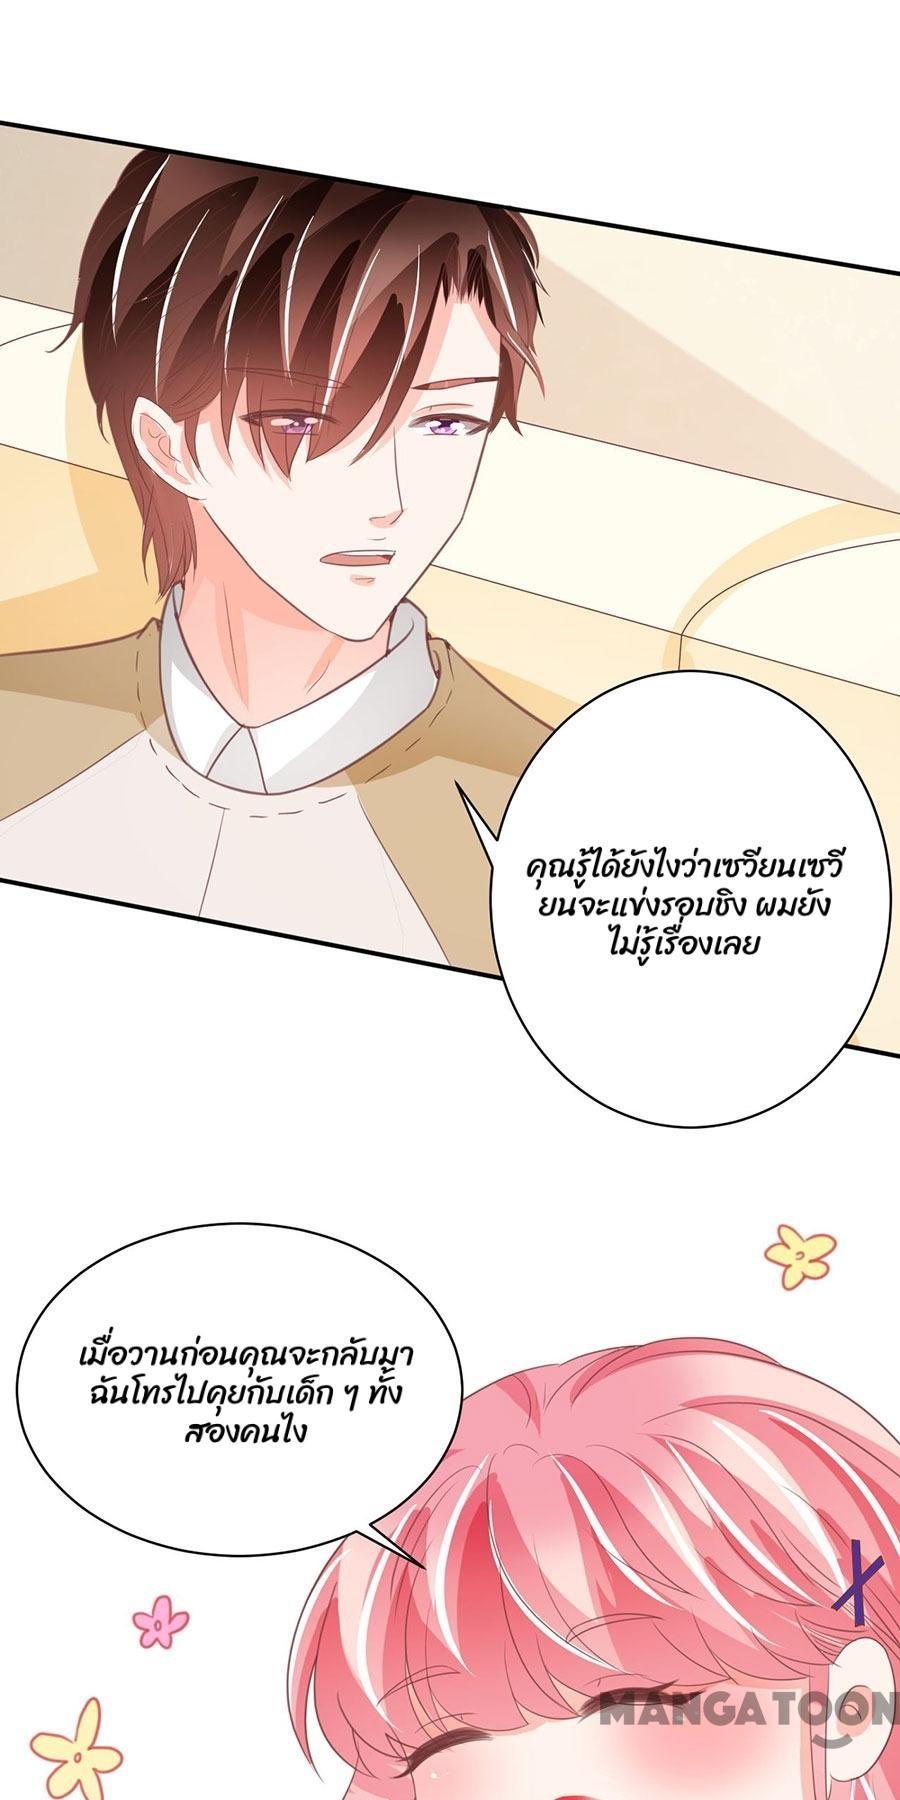 คุณรู้ได้ยังไงว่าเซวียนเซวี
ยนจะแข่งรอบชิง ผมยัง
ไม่รู้เรื่องเลย
เมื่อวานก่อนคุณจะกลับมา
ฉันโทรไปคุยกับเด็ก ๆ ทั้ง
สองคนไง
MANGATOON